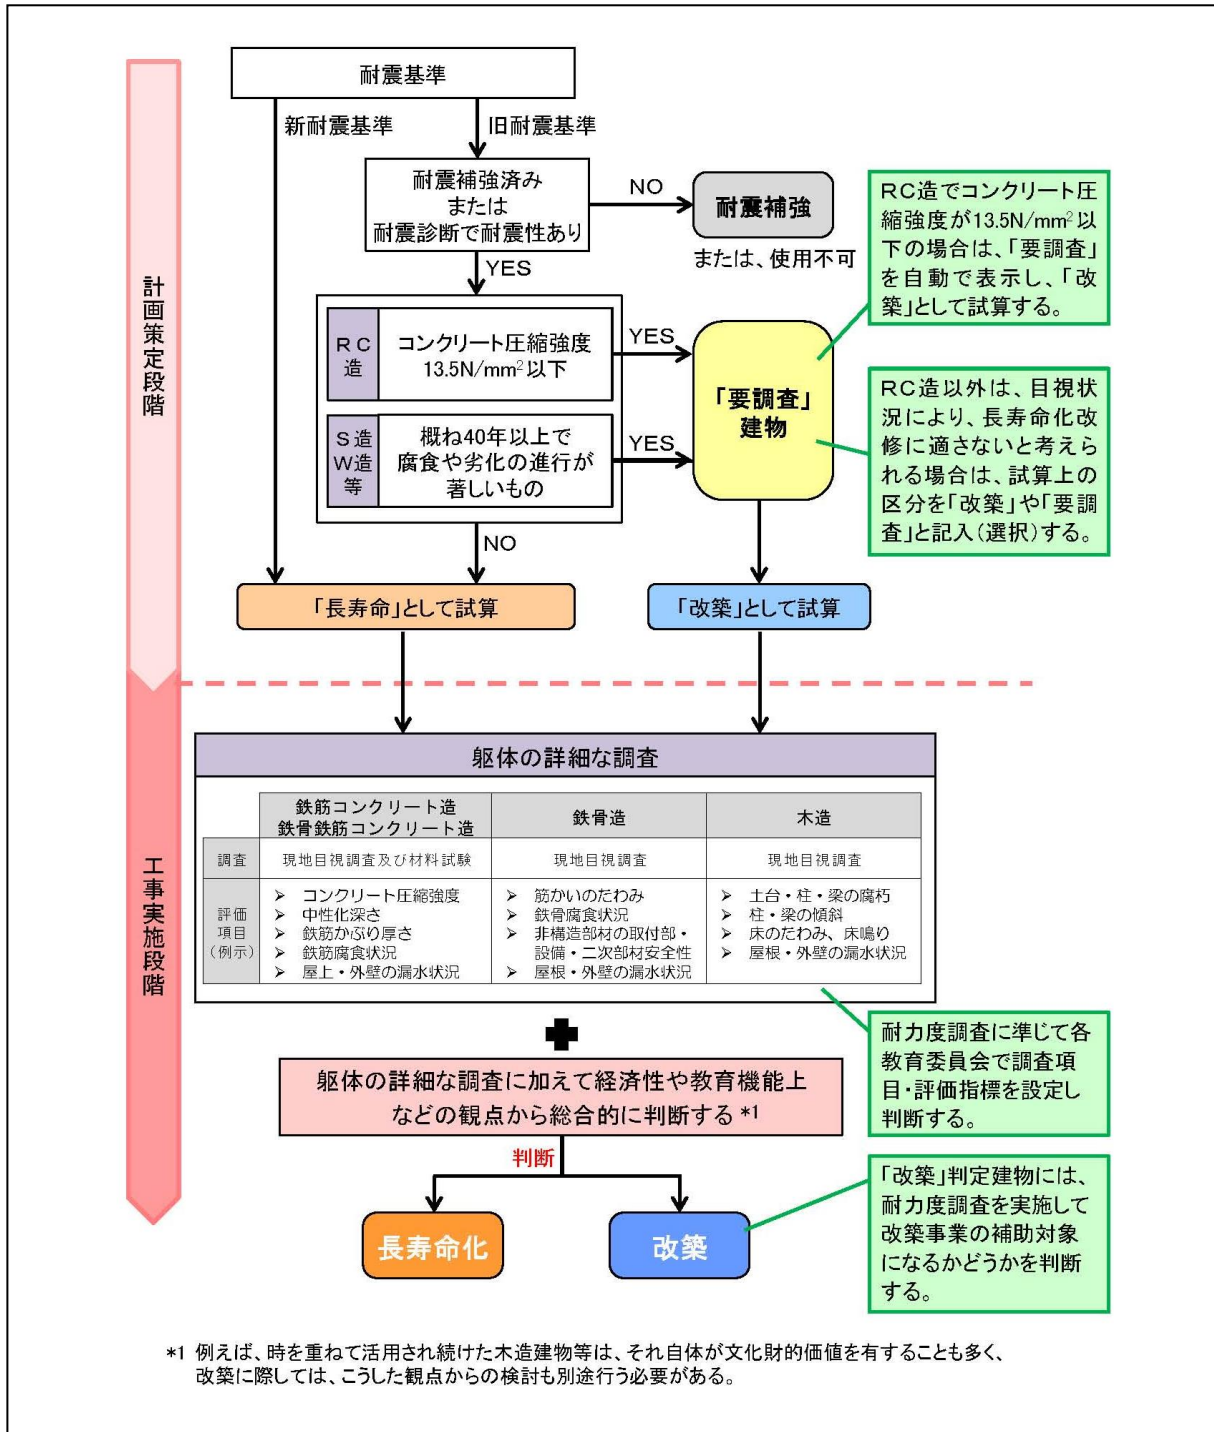 耐震基準
新耐震基準
旧耐震基準
耐震補強済み
または
耐震診断で耐震性あり
NO
耐震補強
または、使用不可
YES
RC造でコンクリート圧
縮強度が13.5N/mm²以
下の場合は、「要調査」
を自動で表示し、「改
築」として試算する。
計画策定段階
RC
造
コンクリート圧縮強度
13.5N/mm²以下
YES
「要調査」
建物
S造
W造
等
概ね40年以上で
腐食や劣化の進行が
著しいもの
YES
RC造以外は、目視状
況により、長寿命化改
修に適さないと考えら
れる場合は、試算上の
区分を「改築」や「要調
査」と記入(選択)する。
NO
「長寿命」として試算
「改築」として試算
工事実施段階
躯体の詳細な調査
鉄筋コンクリート造
鉄骨鉄筋コンクリート造
鉄骨造
木造
調査
現地目視調査及び材料試験
現地目視調査
現地目視調査
評価
項目
(例示)
➢ コンクリート圧縮強度
➢ 中性化深さ
➢ 鉄筋かぶり厚さ
➢ 鉄筋腐食状況
➢ 屋上・外壁の漏水状況
➢ 筋かいのたわみ
➢ 鉄骨腐食状況
➢ 非構造部材の取付部・
設備・二次部材安全性
➢ 屋根・外壁の漏水状況
➢ 土台・柱・梁の腐朽
➢ 柱・梁の傾斜
➢ 床のたわみ、床鳴り
➢ 屋根・外壁の漏水状況
耐力度調査に準じて各
教育委員会で調査項
目・評価指標を設定し
判断する。
躯体の詳細な調査に加えて経済性や教育機能上
などの観点から総合的に判断する *1
判断
長寿命化
改築
「改築」判定建物には、
耐力度調査を実施して
改築事業の補助対象
になるかどうかを判断
する。
*1 例えば、時を重ねて活用され続けた木造建物等は、それ自体が文化財的価値を有することも多く、
改築に際しては、こうした観点からの検討も別途行う必要がある。